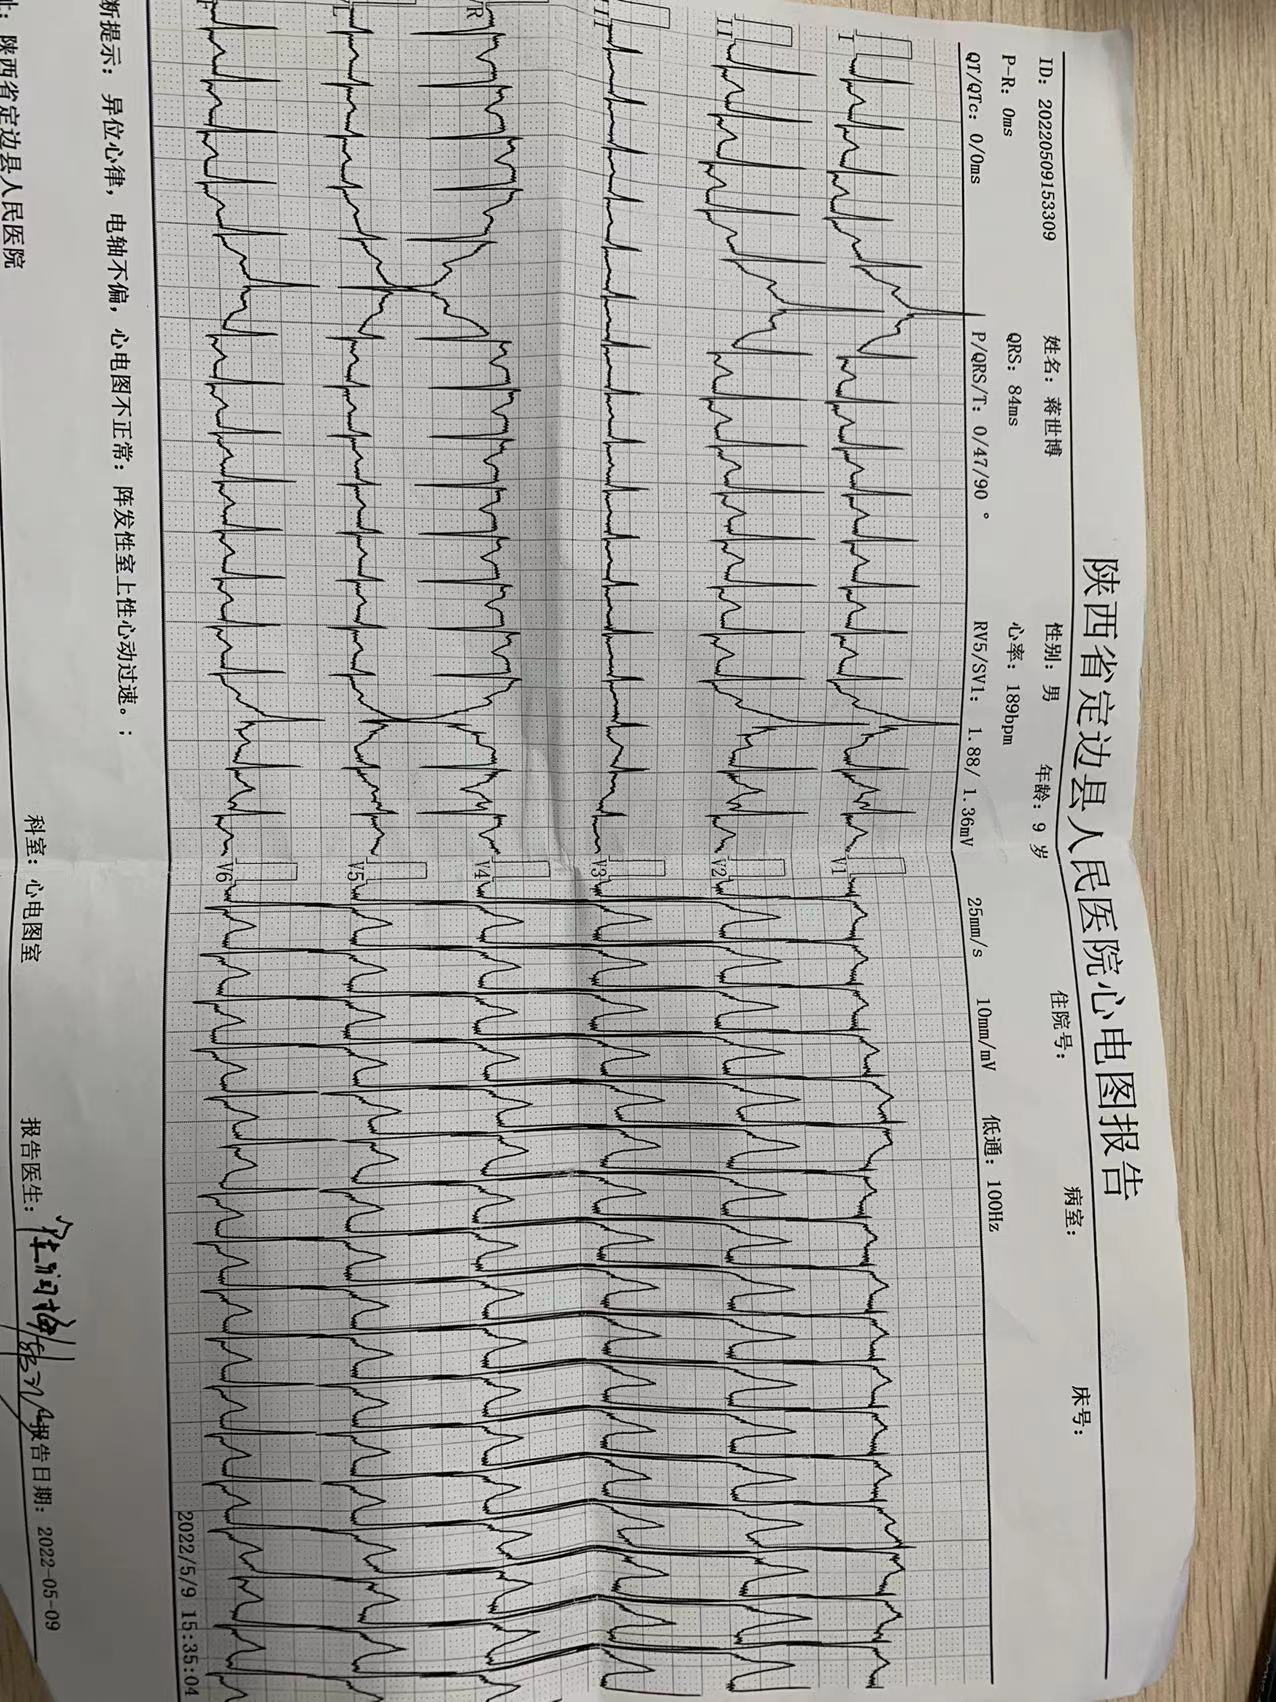 陕西省定边县人民医院心电图报告
ID: 20220509153309 姓名: 蒋世博 性别: 男 年龄: 9 岁 住院号: 病室: 床号:
P-R: 0ms QRS: 84ms 心率: 189bpm
QT/QTc: 0/0ms P/QRS/T: 0/47/90 ° RV5/SV1: 1.88/ 1.36mV 25mm/s 10mm/mV 低通: 100Hz
I V1
II V2
III V3
R V4
L V5
F V6
2022/5/9 15:35:04
断提示: 异位心律, 电轴不偏, 心电图不正常: 阵发性室上性心动过速。;
科室: 心电图室 报告医生: 报告日期: 2022-05-09
址: 陕西省定边县人民医院